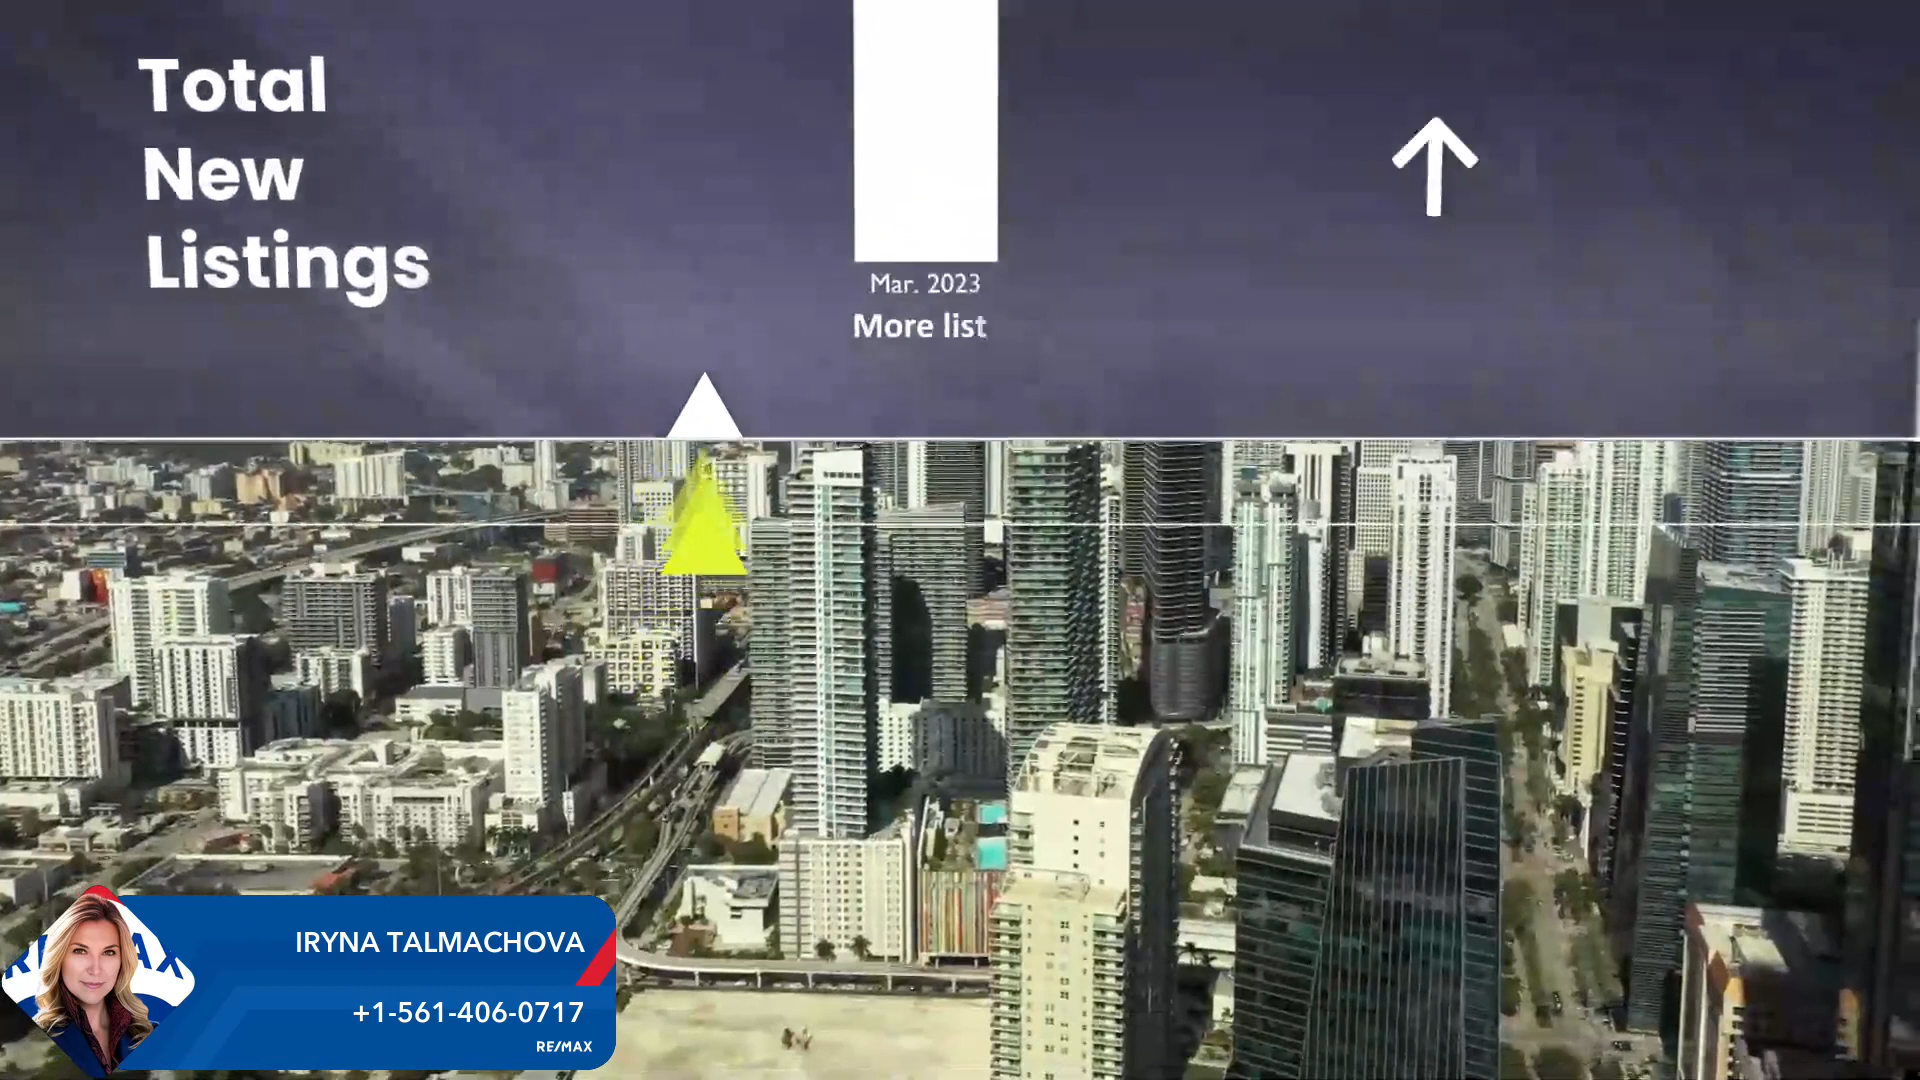 Total
New
Listings
Mar. 2023
More list
IRYNA TALMACHOVA
+1-561-406-0717
RE/MAX